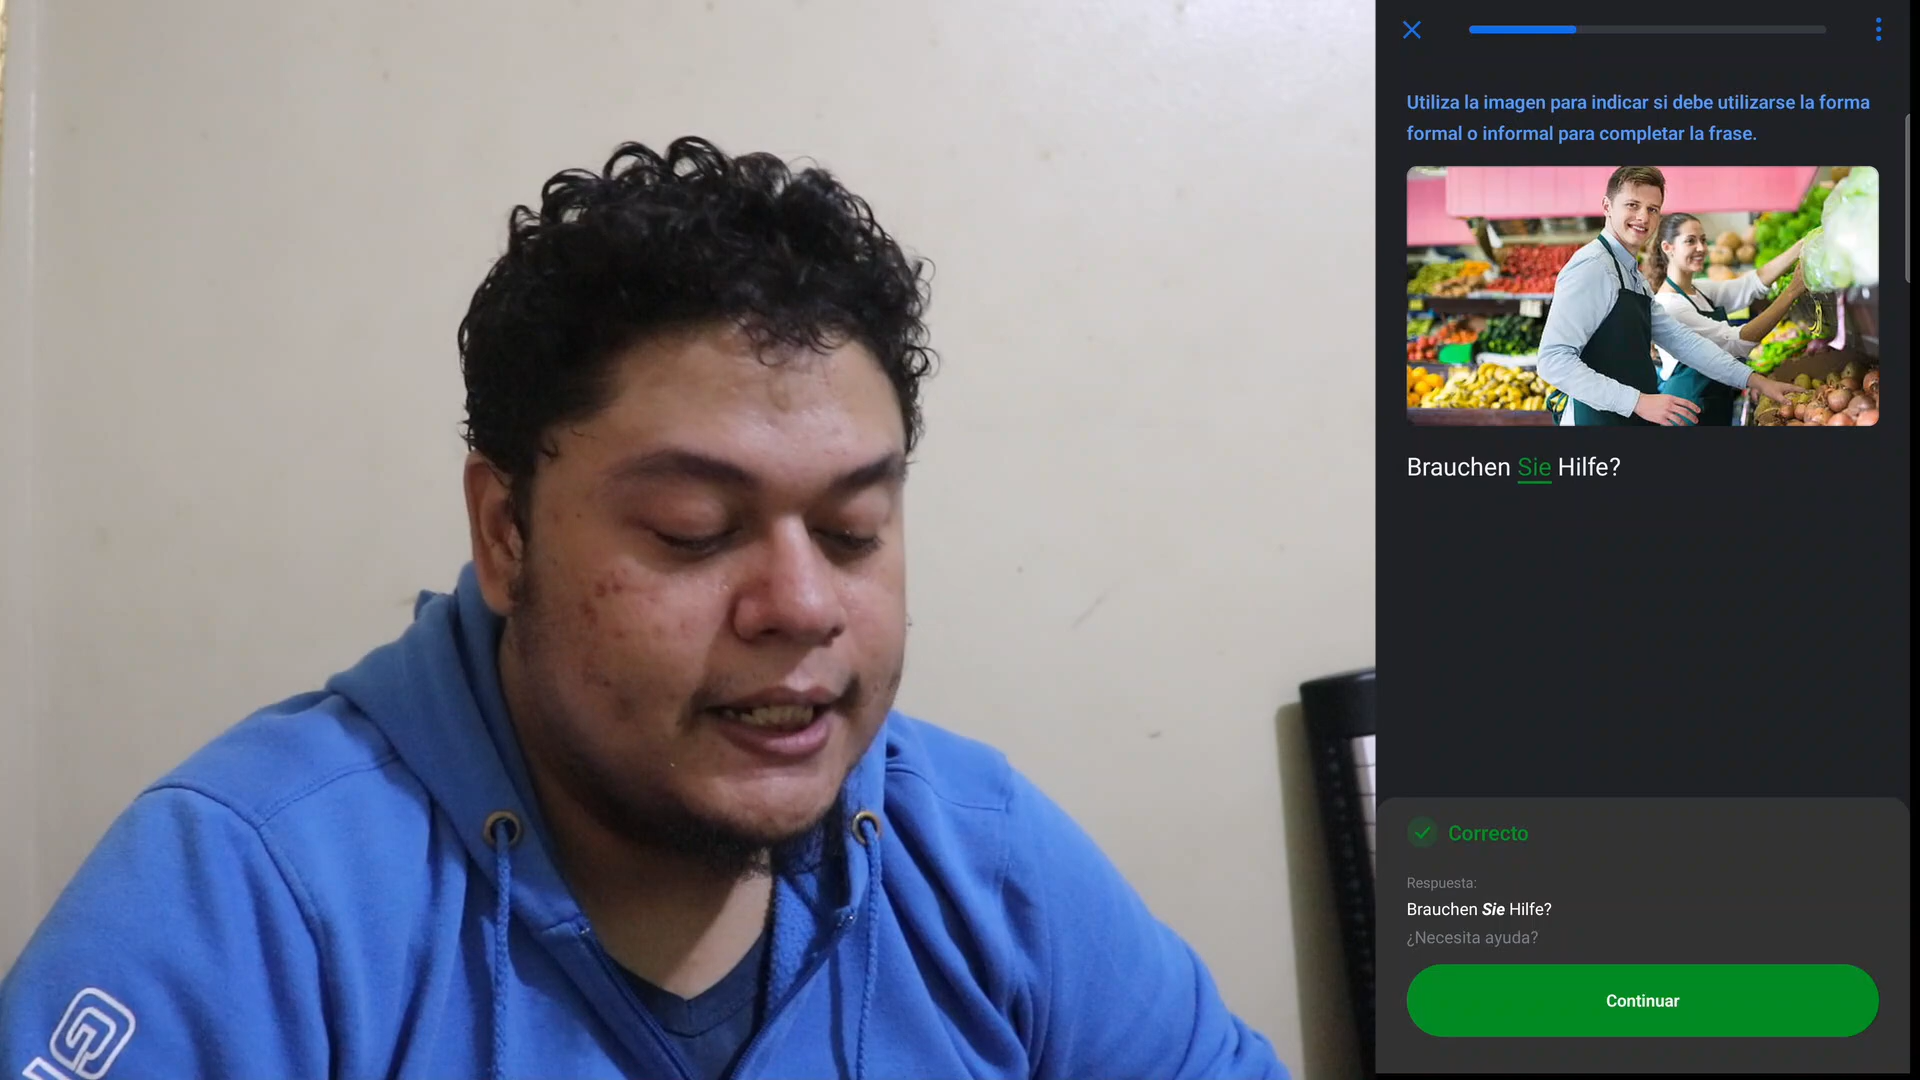 Utiliza la imagen para indicar si debe utilizarse la forma
formal o informal para completar la frase.
Brauchen Sie Hilfe?
Correcto
Respuesta:
Brauchen Sie Hilfe?
¿Necesita ayuda?
Continuar